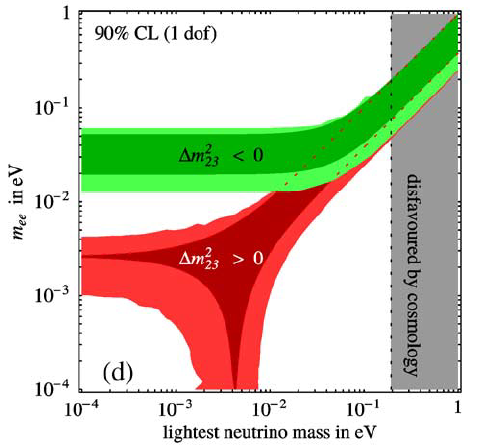 90% CL (1 dof)
1
10⁻¹
10⁻²
10⁻³
10⁻⁴
mₑₑ in eV
Δm²₂₃ < 0
Δm²₂₃ > 0
disfavoured by cosmology
(d)
10⁻⁴ 10⁻³ 10⁻² 10⁻¹ 1
lightest neutrino mass in eV